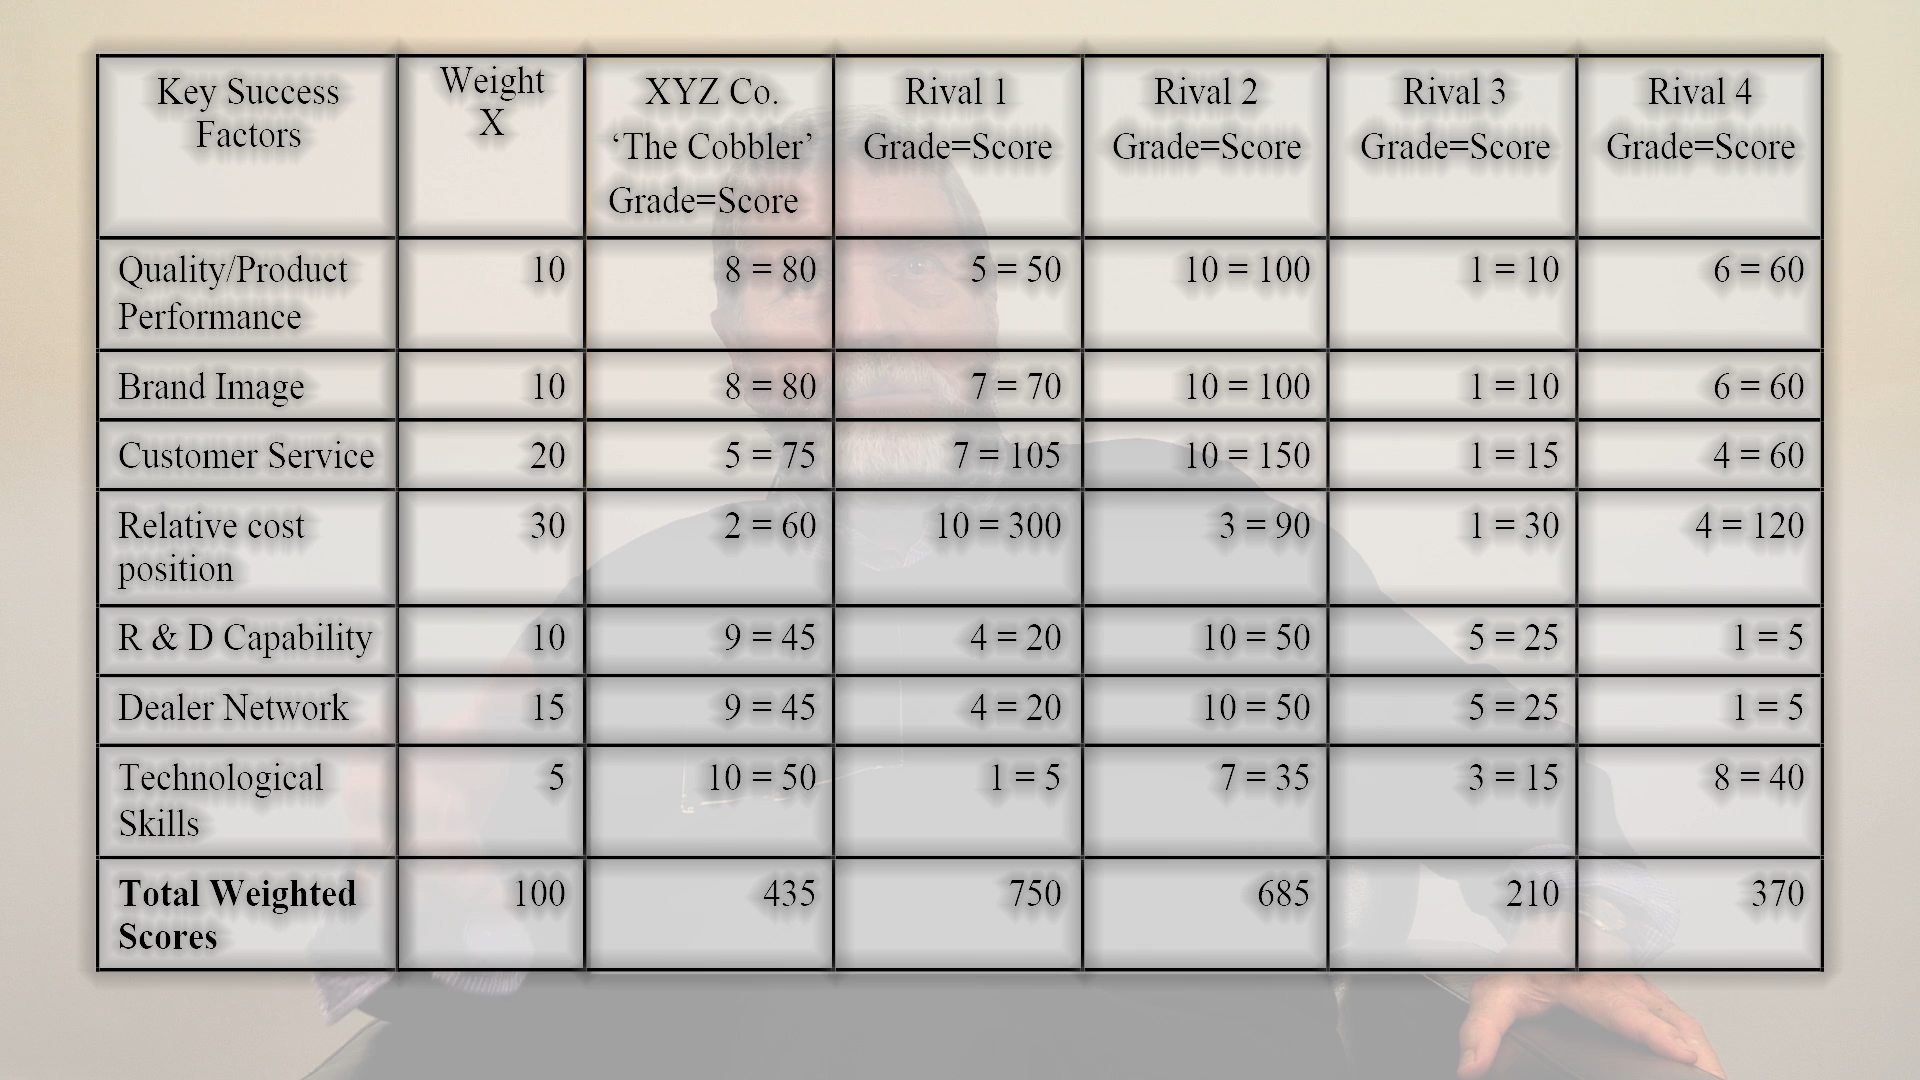 Key Success
Factors
Weight
X
XYZ Co.
‘The Cobbler’
Grade=Score
Rival 1
Grade=Score
Rival 2
Grade=Score
Rival 3
Grade=Score
Rival 4
Grade=Score
Quality/Product
Performance
10
8 = 80
5 = 50
10 = 100
1 = 10
6 = 60
Brand Image
10
8 = 80
7 = 70
10 = 100
1 = 10
6 = 60
Customer Service
20
5 = 75
7 = 105
10 = 150
1 = 15
4 = 60
Relative cost
position
30
2 = 60
10 = 300
3 = 90
1 = 30
4 = 120
R & D Capability
10
9 = 45
4 = 20
10 = 50
5 = 25
1 = 5
Dealer Network
15
9 = 45
4 = 20
10 = 50
5 = 25
1 = 5
Technological
Skills
5
10 = 50
1 = 5
7 = 35
3 = 15
8 = 40
Total Weighted
Scores
100
435
750
685
210
370